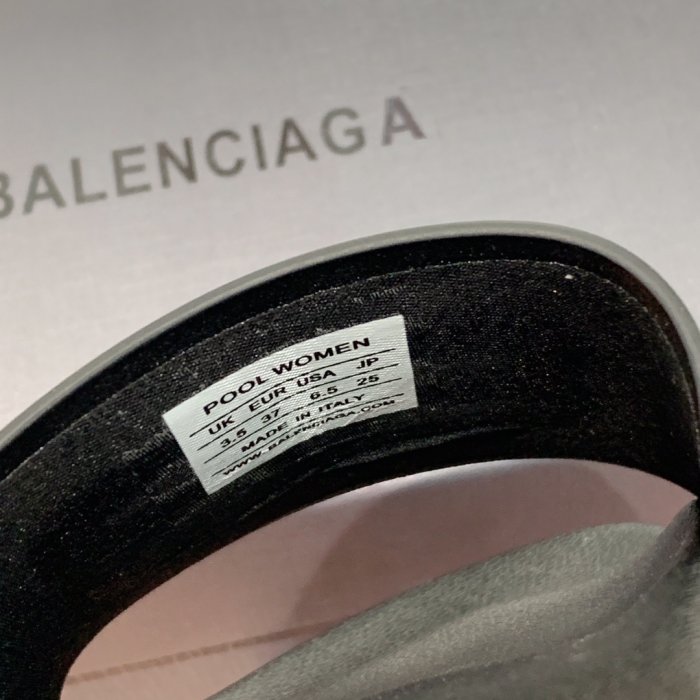 BALENCIAGA
POOL WOMEN
UK EUR USA JP
3.5 37 6.5 25
MADE IN ITALY
WWW.BALENCIAGA.COM